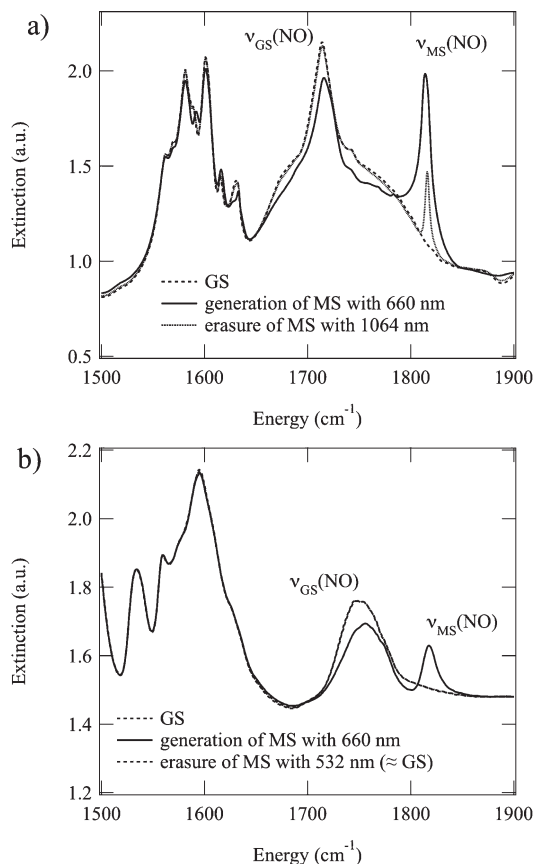 a)
ν_GS(NO)
ν_MS(NO)
2.0
1.5
1.0
0.5
Extinction (a.u.)
GS
generation of MS with 660 nm
erasure of MS with 1064 nm
1500 1600 1700 1800 1900
Energy (cm⁻¹)
b)
2.2
2.0
1.8
1.6
1.4
1.2
Extinction (a.u.)
ν_GS(NO)
ν_MS(NO)
GS
generation of MS with 660 nm
erasure of MS with 532 nm (≈ GS)
1500 1600 1700 1800 1900
Energy (cm⁻¹)